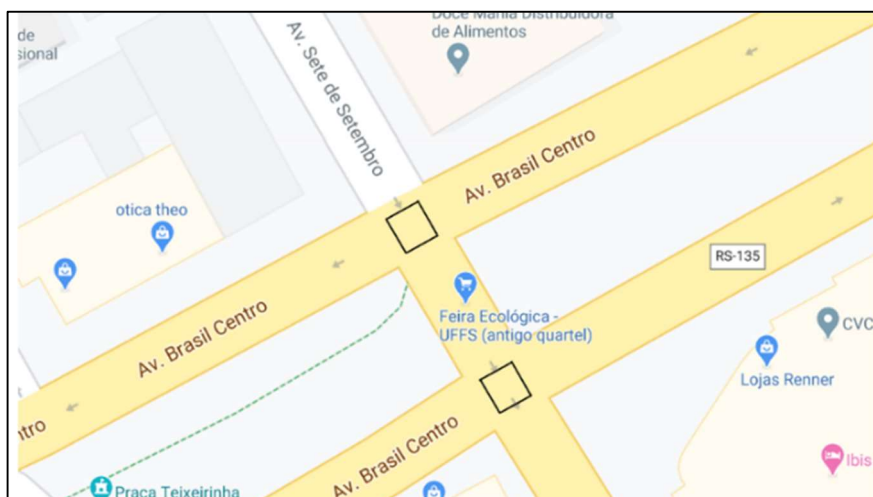 de
sional
Doce Mania Distribuidora
de Alimentos
Av. Sete de Setembro
Av. Brasil Centro
otica theo
RS-135
Feira Ecológica -
UFFS (antigo quartel)
CVC
Av. Brasil Centro
Lojas Renner
ntro
Av. Brasil Centro
Ibis
Praça Teixeirinha